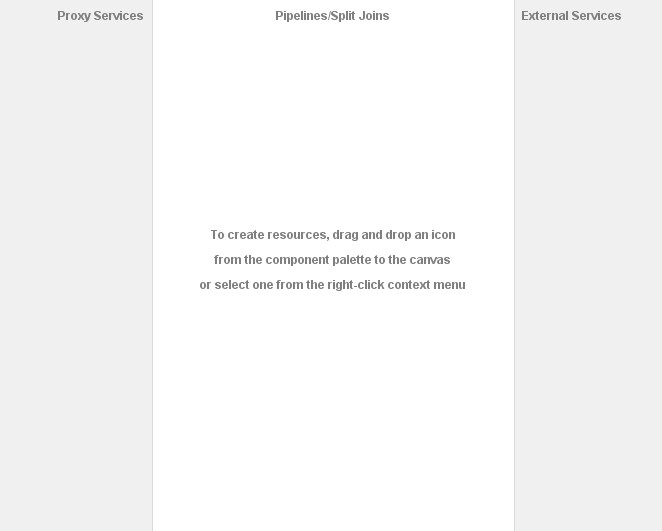 Proxy Services
Pipelines/Split Joins
External Services
To create resources, drag and drop an icon
from the component palette to the canvas
or select one from the right-click context menu